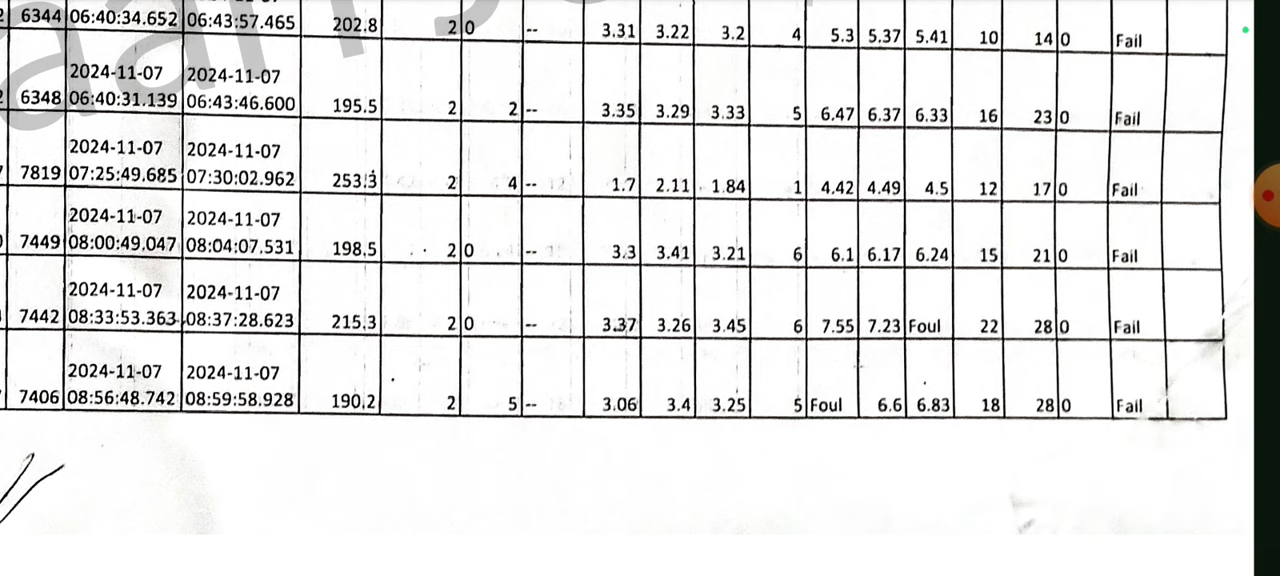 6344 06:40:34.652 06:43:57.465 202.8 2 0 -- 3.31 3.22 3.2 4 5.3 5.37 5.41 10 14 0 Fail
2024-11-07 2024-11-07
6348 06:40:31.139 06:43:46.600 195.5 2 2 -- 3.35 3.29 3.33 5 6.47 6.37 6.33 16 23 0 Fail
2024-11-07 2024-11-07
7819 07:25:49.685 07:30:02.962 253.3 2 4 -- 1.7 2.11 1.84 1 4.42 4.49 4.5 12 17 0 Fail
2024-11-07 2024-11-07
7449 08:00:49.047 08:04:07.531 198.5 2 0 -- 3.3 3.41 3.21 6 6.1 6.17 6.24 15 21 0 Fail
2024-11-07 2024-11-07
7442 08:33:53.363 08:37:28.623 215.3 2 0 -- 3.37 3.26 3.45 6 7.55 7.23 Foul 22 28 0 Fail
2024-11-07 2024-11-07
7406 08:56:48.742 08:59:58.928 190.2 2 5 -- 3.06 3.4 3.25 5 Foul 6.6 6.83 18 28 0 Fail